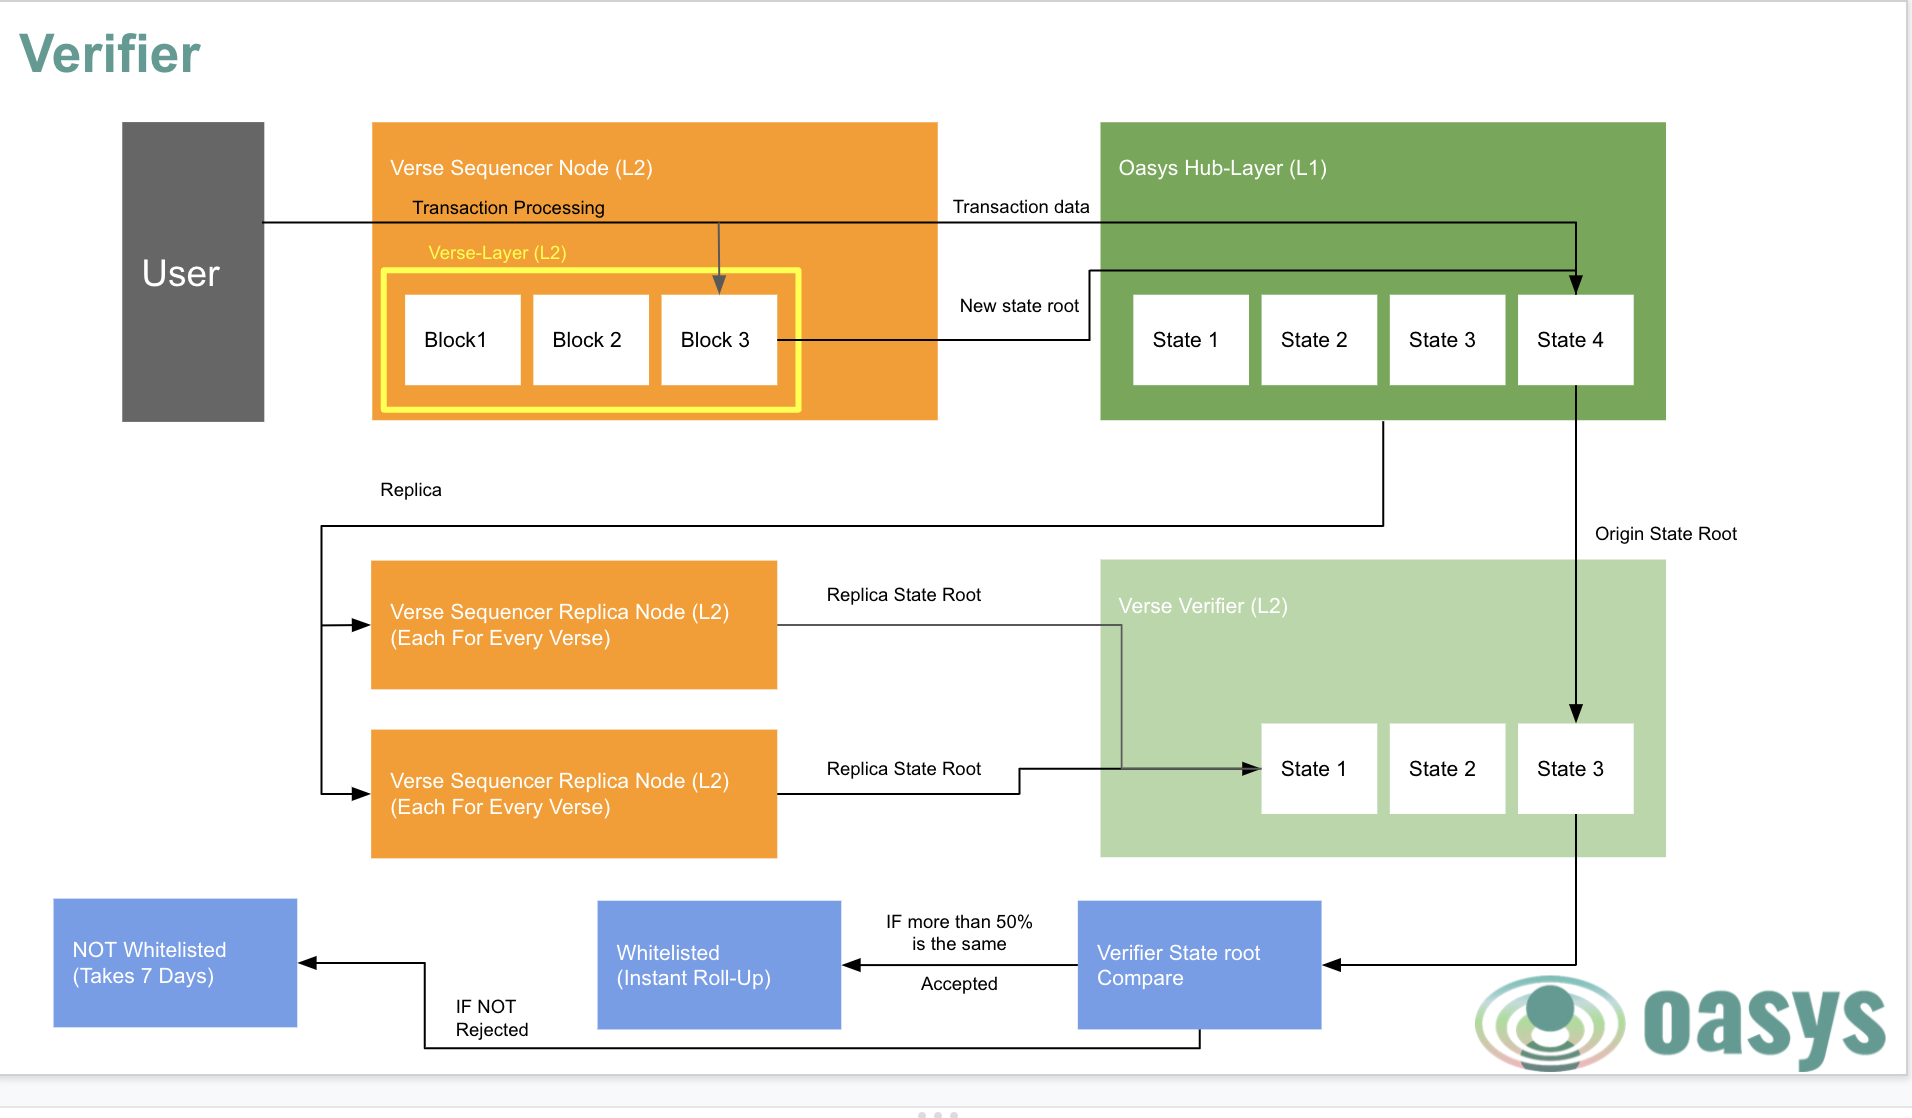 Verifier
User
Verse Sequencer Node (L2)
Transaction Processing
Verse-Layer (L2)
Block1
Block 2
Block 3
Transaction data
New state root
Oasys Hub-Layer (L1)
State 1
State 2
State 3
State 4
Replica
Origin State Root
Verse Sequencer Replica Node (L2)
(Each For Every Verse)
Replica State Root
Verse Verifier (L2)
Verse Sequencer Replica Node (L2)
(Each For Every Verse)
Replica State Root
State 1
State 2
State 3
NOT Whitelisted
(Takes 7 Days)
IF NOT
Rejected
Whitelisted
(Instant Roll-Up)
IF more than 50%
is the same
Accepted
Verifier State root
Compare
oasys